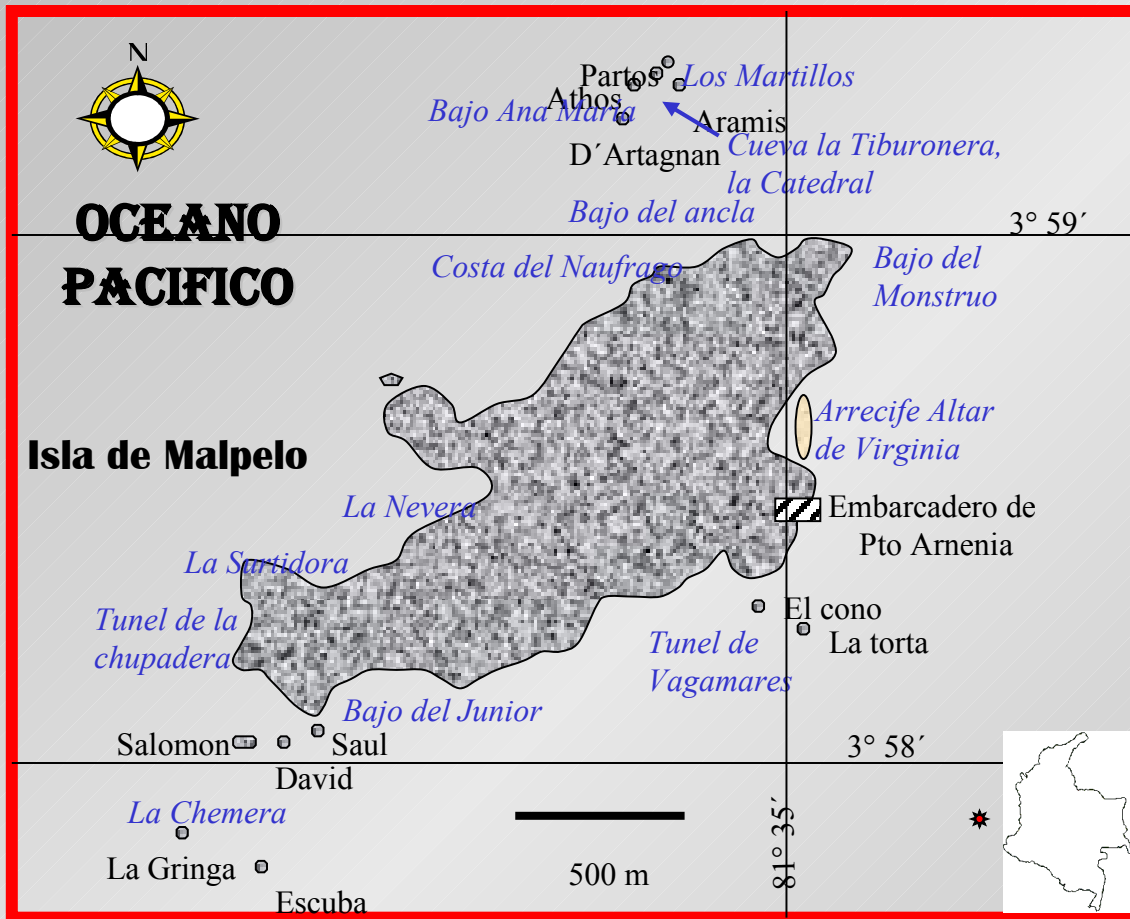 N
Partos
Los Martillos
Athos
Bajo Ana Maria
Aramis
D´Artagnan
Cueva la Tiburonera,
la Catedral
OCEANO
PACIFICO
Bajo del ancla
3° 59´
Costa del Naufrago
Bajo del
Monstruo
Arrecife Altar
de Virginia
Isla de Malpelo
La Nevera
Embarcadero de
Pto Arnenia
La Surtidora
Tunel de la
chupadera
El cono
La torta
Tunel de
Vagamares
Bajo del Junior
Salomon
Saul
David
3° 58´
La Chemera
La Gringa
Escuba
500 m
81° 35´